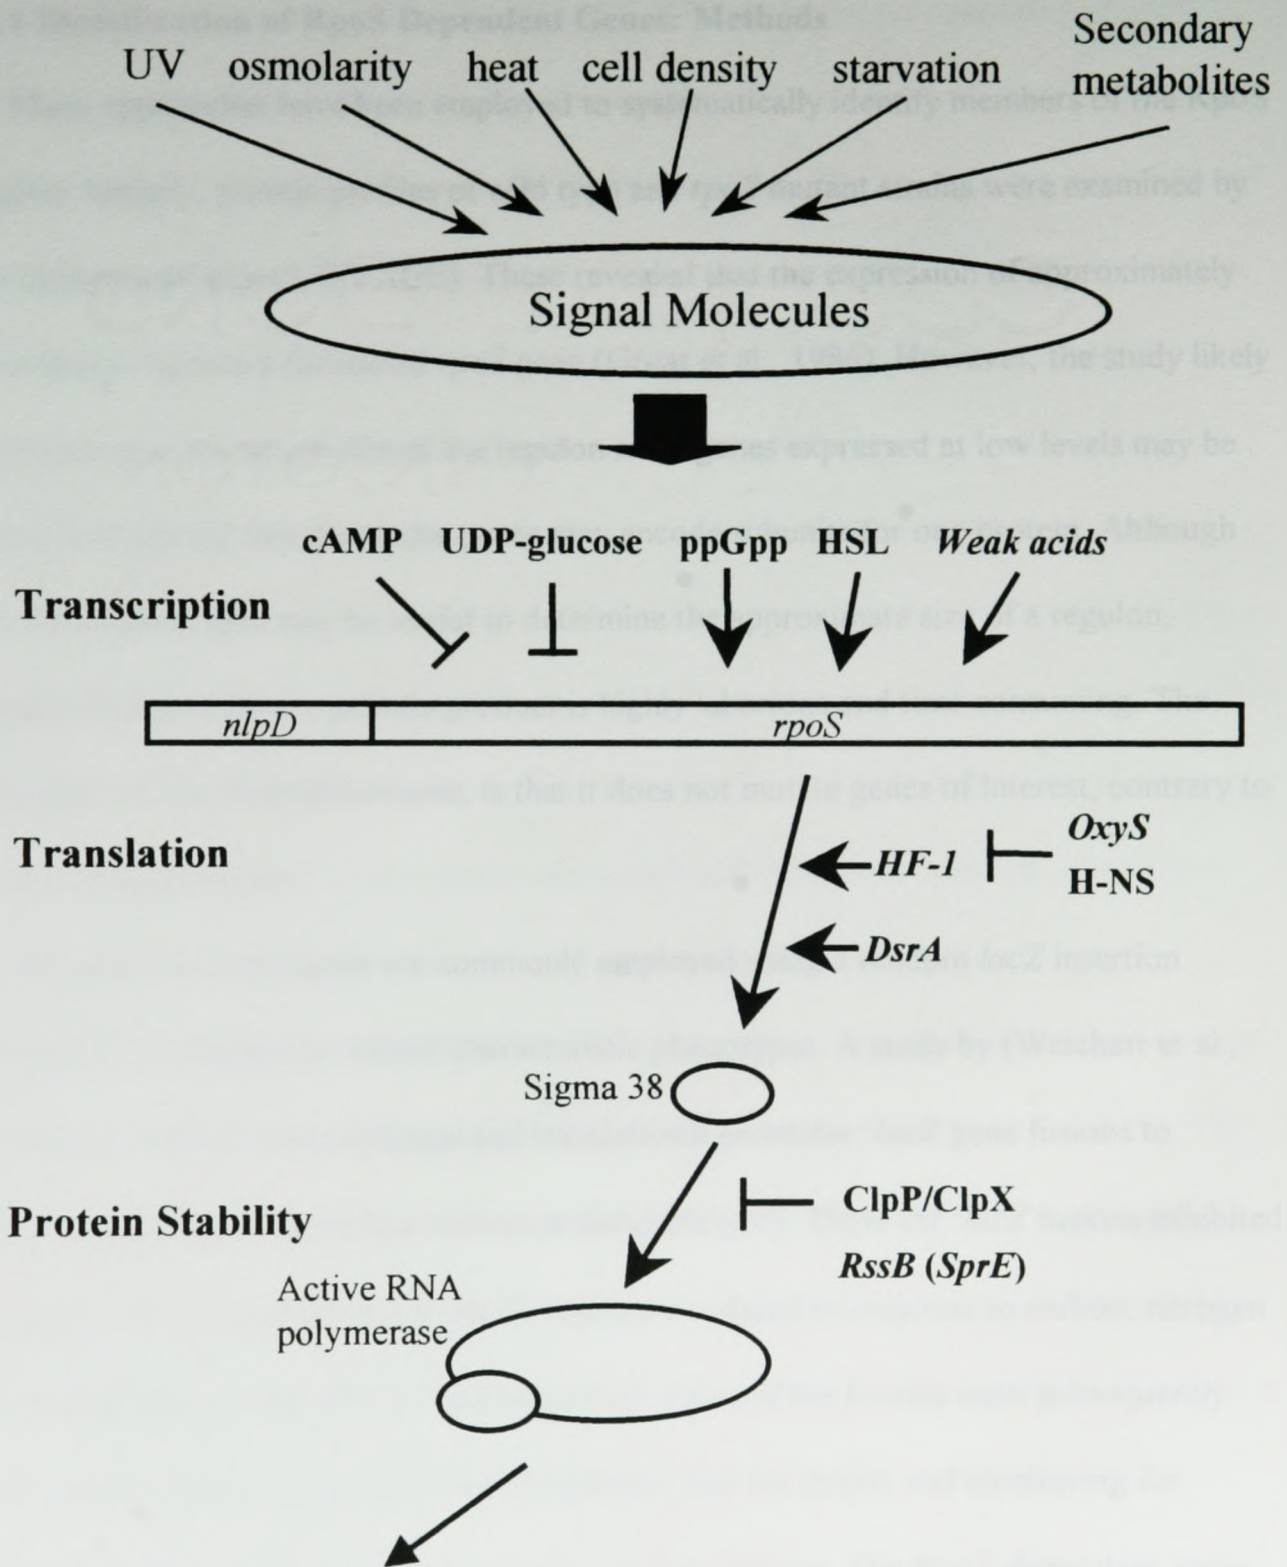 UV osmolarity heat cell density starvation Secondary
metabolites
Signal Molecules
cAMP UDP-glucose ppGpp HSL Weak acids
Transcription
nlpD rpoS
Translation
HF-1
OxyS
H-NS
DsrA
Sigma 38
Protein Stability
ClpP/ClpX
RssB (SprE)
Active RNA
polymerase